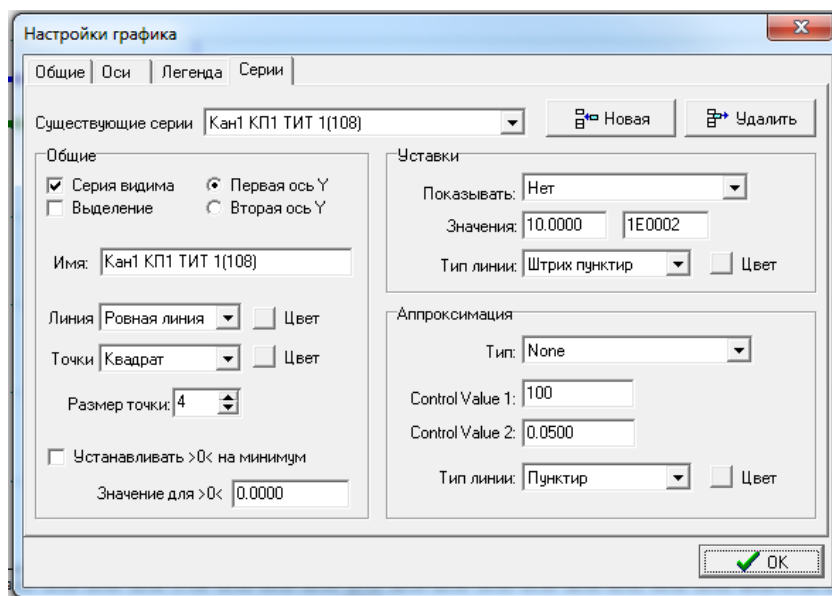 Настройки графика
Общие Оси Легенда Серии
Существующие серии Кан1 КП1 ТИТ 1(108) Новая Удалить
Общие
Серия видима Первая ось Y
Выделение Вторая ось Y
Имя: Кан1 КП1 ТИТ 1(108)
Линия Ровная линия Цвет
Точки Квадрат Цвет
Размер точки: 4
Устанавливать >0< на минимум
Значение для >0< 0.0000
Уставки
Показывать: Нет
Значения: 10.0000 1E0002
Тип линии: Штрих пунктир Цвет
Аппроксимация
Тип: None
Control Value 1: 100
Control Value 2: 0.0500
Тип линии: Пунктир Цвет
OK